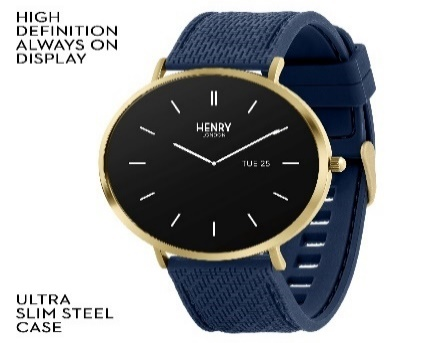 HIGH
DEFINITION
ALWAYS ON
DISPLAY
HENRY
LONDON
TUE 25
ULTRA
SLIM STEEL
CASE